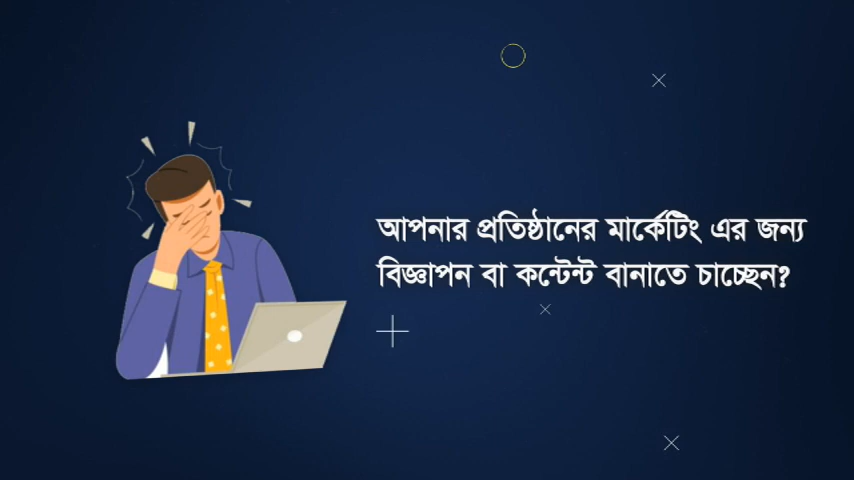 আপনার প্রতিষ্ঠানের মার্কেটিং এর জন্য
বিজ্ঞাপন বা কন্টেন্ট বানাতে চাচ্ছেন?